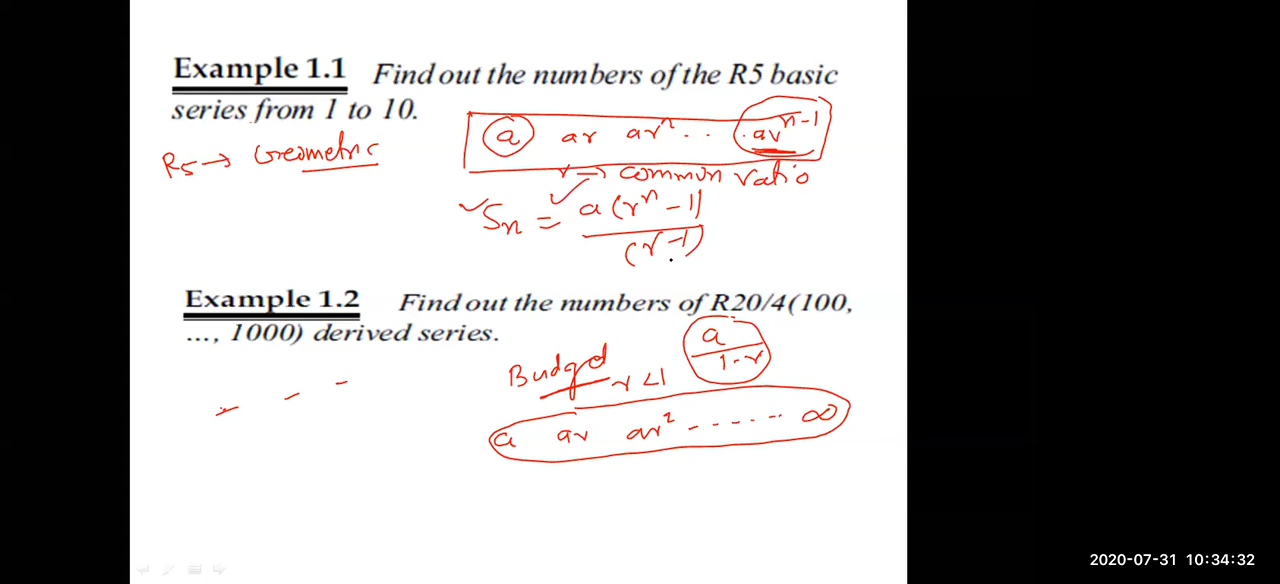 Example 1.1 Find out the numbers of the R5 basic
series from 1 to 10.
a ar ar² .. ar^n-1
R5 → Geometric
r ⇒ common ratio
Sn = a(r^n - 1)
(r - 1)
Example 1.2 Find out the numbers of R20/4(100,
..., 1000) derived series.
a
1-r
Budget r < 1
a ar ar² ------- ∞
2020-07-31 10:34:32